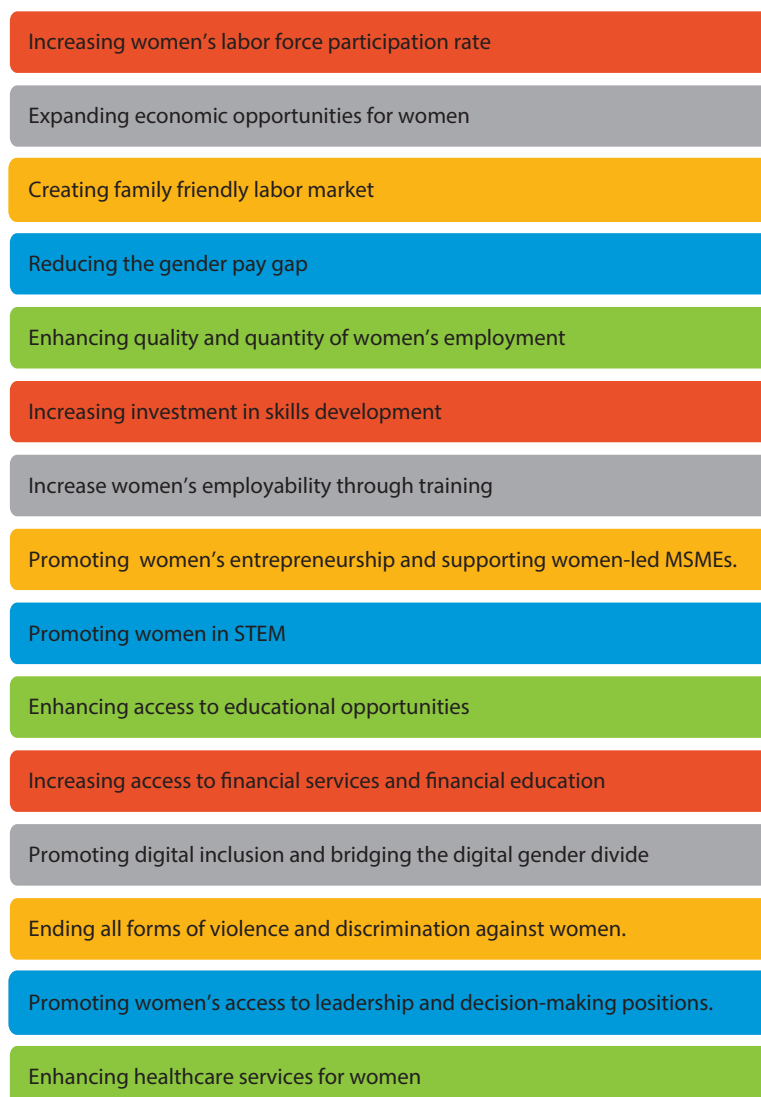 Increasing women’s labor force participation rate
Expanding economic opportunities for women
Creating family friendly labor market
Reducing the gender pay gap
Enhancing quality and quantity of women’s employment
Increasing investment in skills development
Increase women’s employability through training
Promoting  women’s entrepreneurship and supporting women-led MSMEs.
Promoting women in STEM
Enhancing access to educational opportunities
Increasing access to financial services and financial education
Promoting digital inclusion and bridging the digital gender divide
Ending all forms of violence and discrimination against women.
Promoting women’s access to leadership and decision-making positions.
Enhancing healthcare services for women